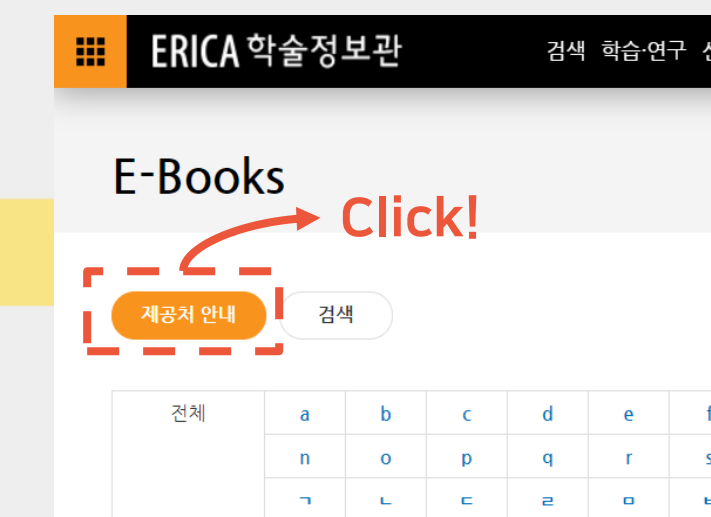 ERICA 학술정보관
검색 학습·연구
E-Books
Click!
제공처 안내 검색
전체 a b c d e f
n o p q r s
ㄱ ㄴ ㄷ ㄹ ㅁ ㅂ